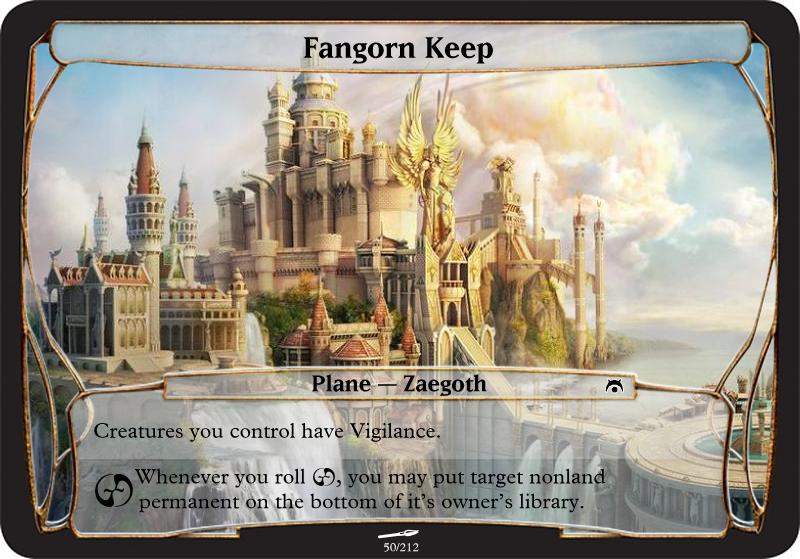 Fangorn Keep
Plane — Zaegoth
Creatures you control have Vigilance.
Whenever you roll , you may put target nonland
permanent on the bottom of it's owner's library.
50/212